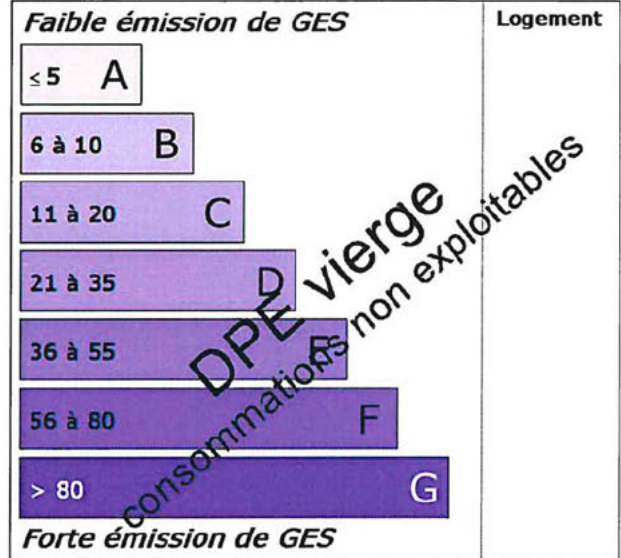 Faible émission de GES
Logement
≤ 5 A
6 à 10 B
11 à 20 C
21 à 35 D
36 à 55 E
56 à 80 F
> 80 G
Forte émission de GES
DPE vierge
consommations non exploitables